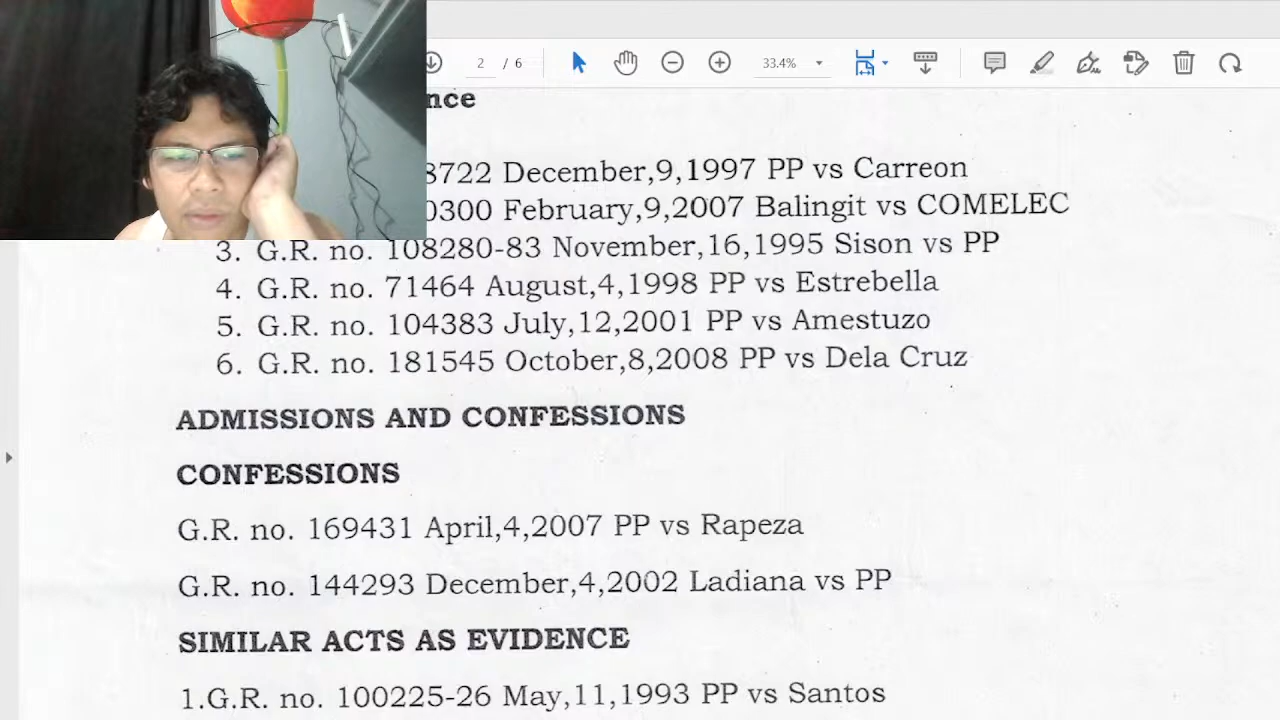 2 / 6
33.4%
nce
8722 December,9,1997 PP vs Carreon
0300 February,9,2007 Balingit vs COMELEC
3. G.R. no. 108280-83 November,16,1995 Sison vs PP
4. G.R. no. 71464 August,4,1998 PP vs Estrebella
5. G.R. no. 104383 July,12,2001 PP vs Amestuzo
6. G.R. no. 181545 October,8,2008 PP vs Dela Cruz
ADMISSIONS AND CONFESSIONS
CONFESSIONS
G.R. no. 169431 April,4,2007 PP vs Rapeza
G.R. no. 144293 December,4,2002 Ladiana vs PP
SIMILAR ACTS AS EVIDENCE
1.G.R. no. 100225-26 May,11,1993 PP vs Santos